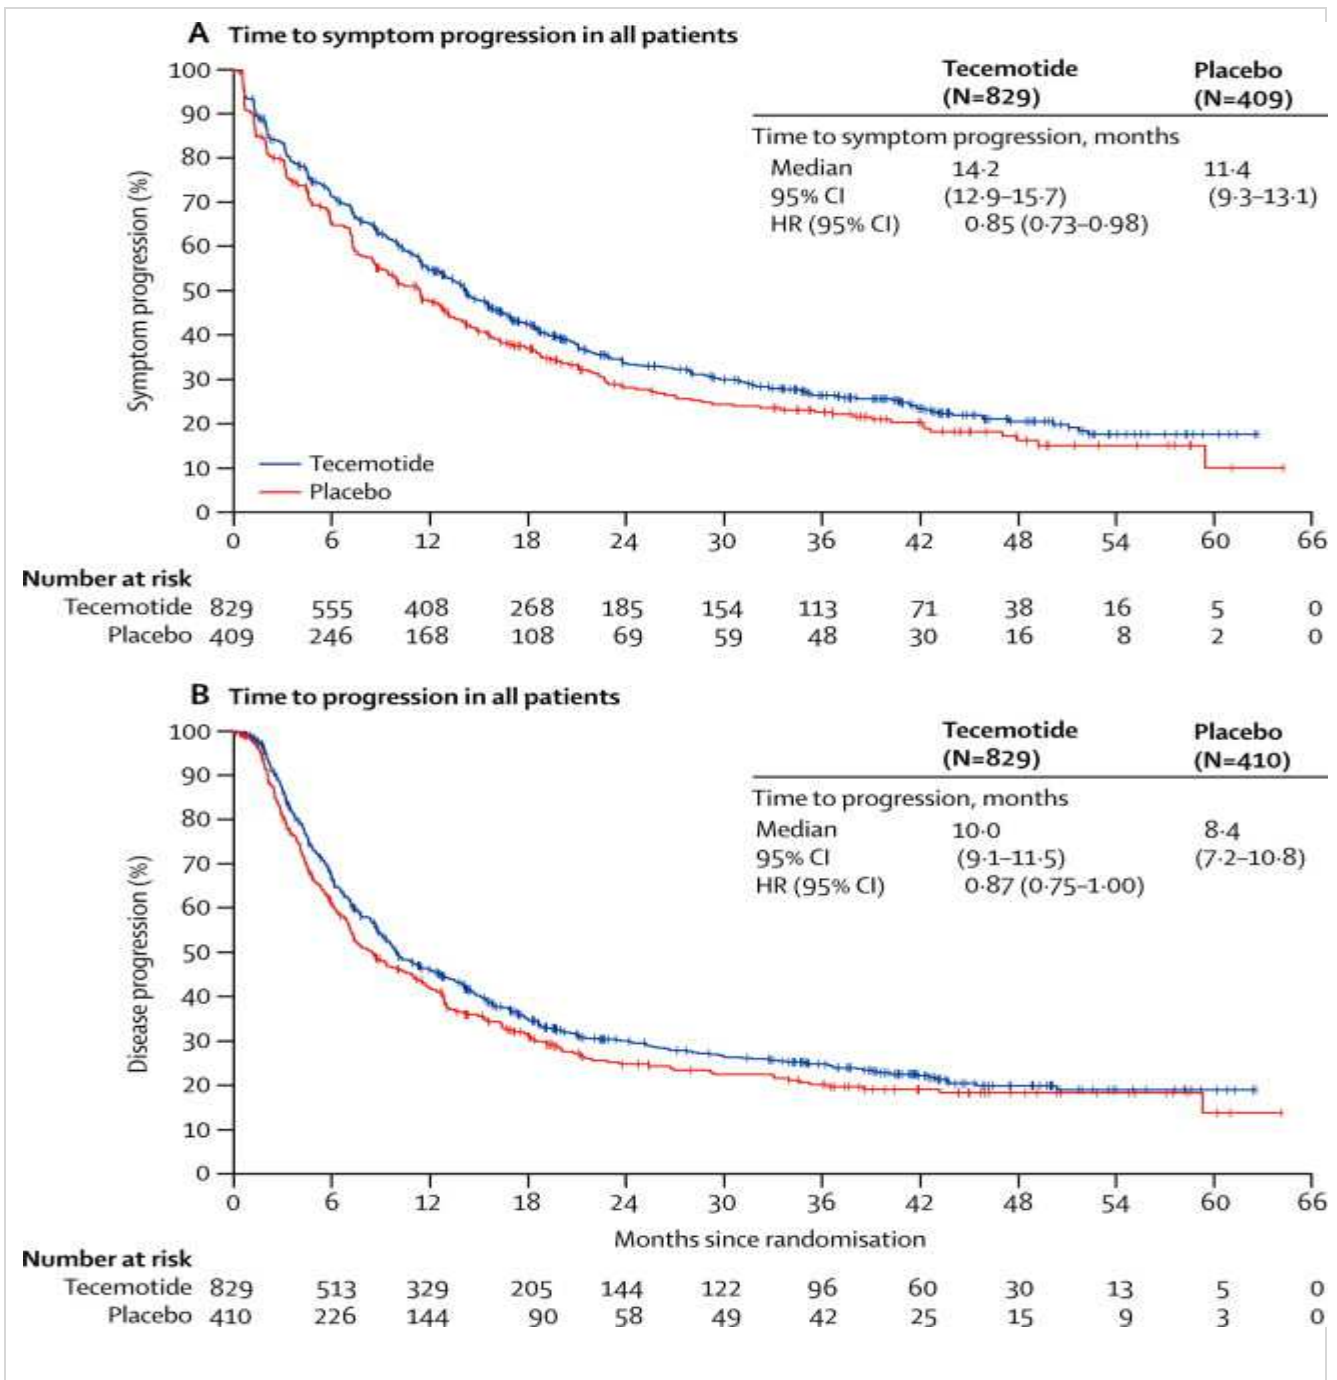 A Time to symptom progression in all patients
Tecemotide (N=829) Placebo (N=409)
Time to symptom progression, months
Median 14·2 11·4
95% CI (12·9–15·7) (9·3–13·1)
HR (95% CI) 0·85 (0·73–0·98)
Symptom progression (%)
100
90
80
70
60
50
40
30
20
10
0
Tecemotide
Placebo
0 6 12 18 24 30 36 42 48 54 60 66
Number at risk
Tecemotide 829 555 408 268 185 154 113 71 38 16 5 0
Placebo 409 246 168 108 69 59 48 30 16 8 2 0
B Time to progression in all patients
Tecemotide (N=829) Placebo (N=410)
Time to progression, months
Median 10·0 8·4
95% CI (9·1–11·5) (7·2–10·8)
HR (95% CI) 0·87 (0·75–1·00)
Disease progression (%)
100
90
80
70
60
50
40
30
20
10
0
0 6 12 18 24 30 36 42 48 54 60 66
Months since randomisation
Number at risk
Tecemotide 829 513 329 205 144 122 96 60 30 13 5 0
Placebo 410 226 144 90 58 49 42 25 15 9 3 0